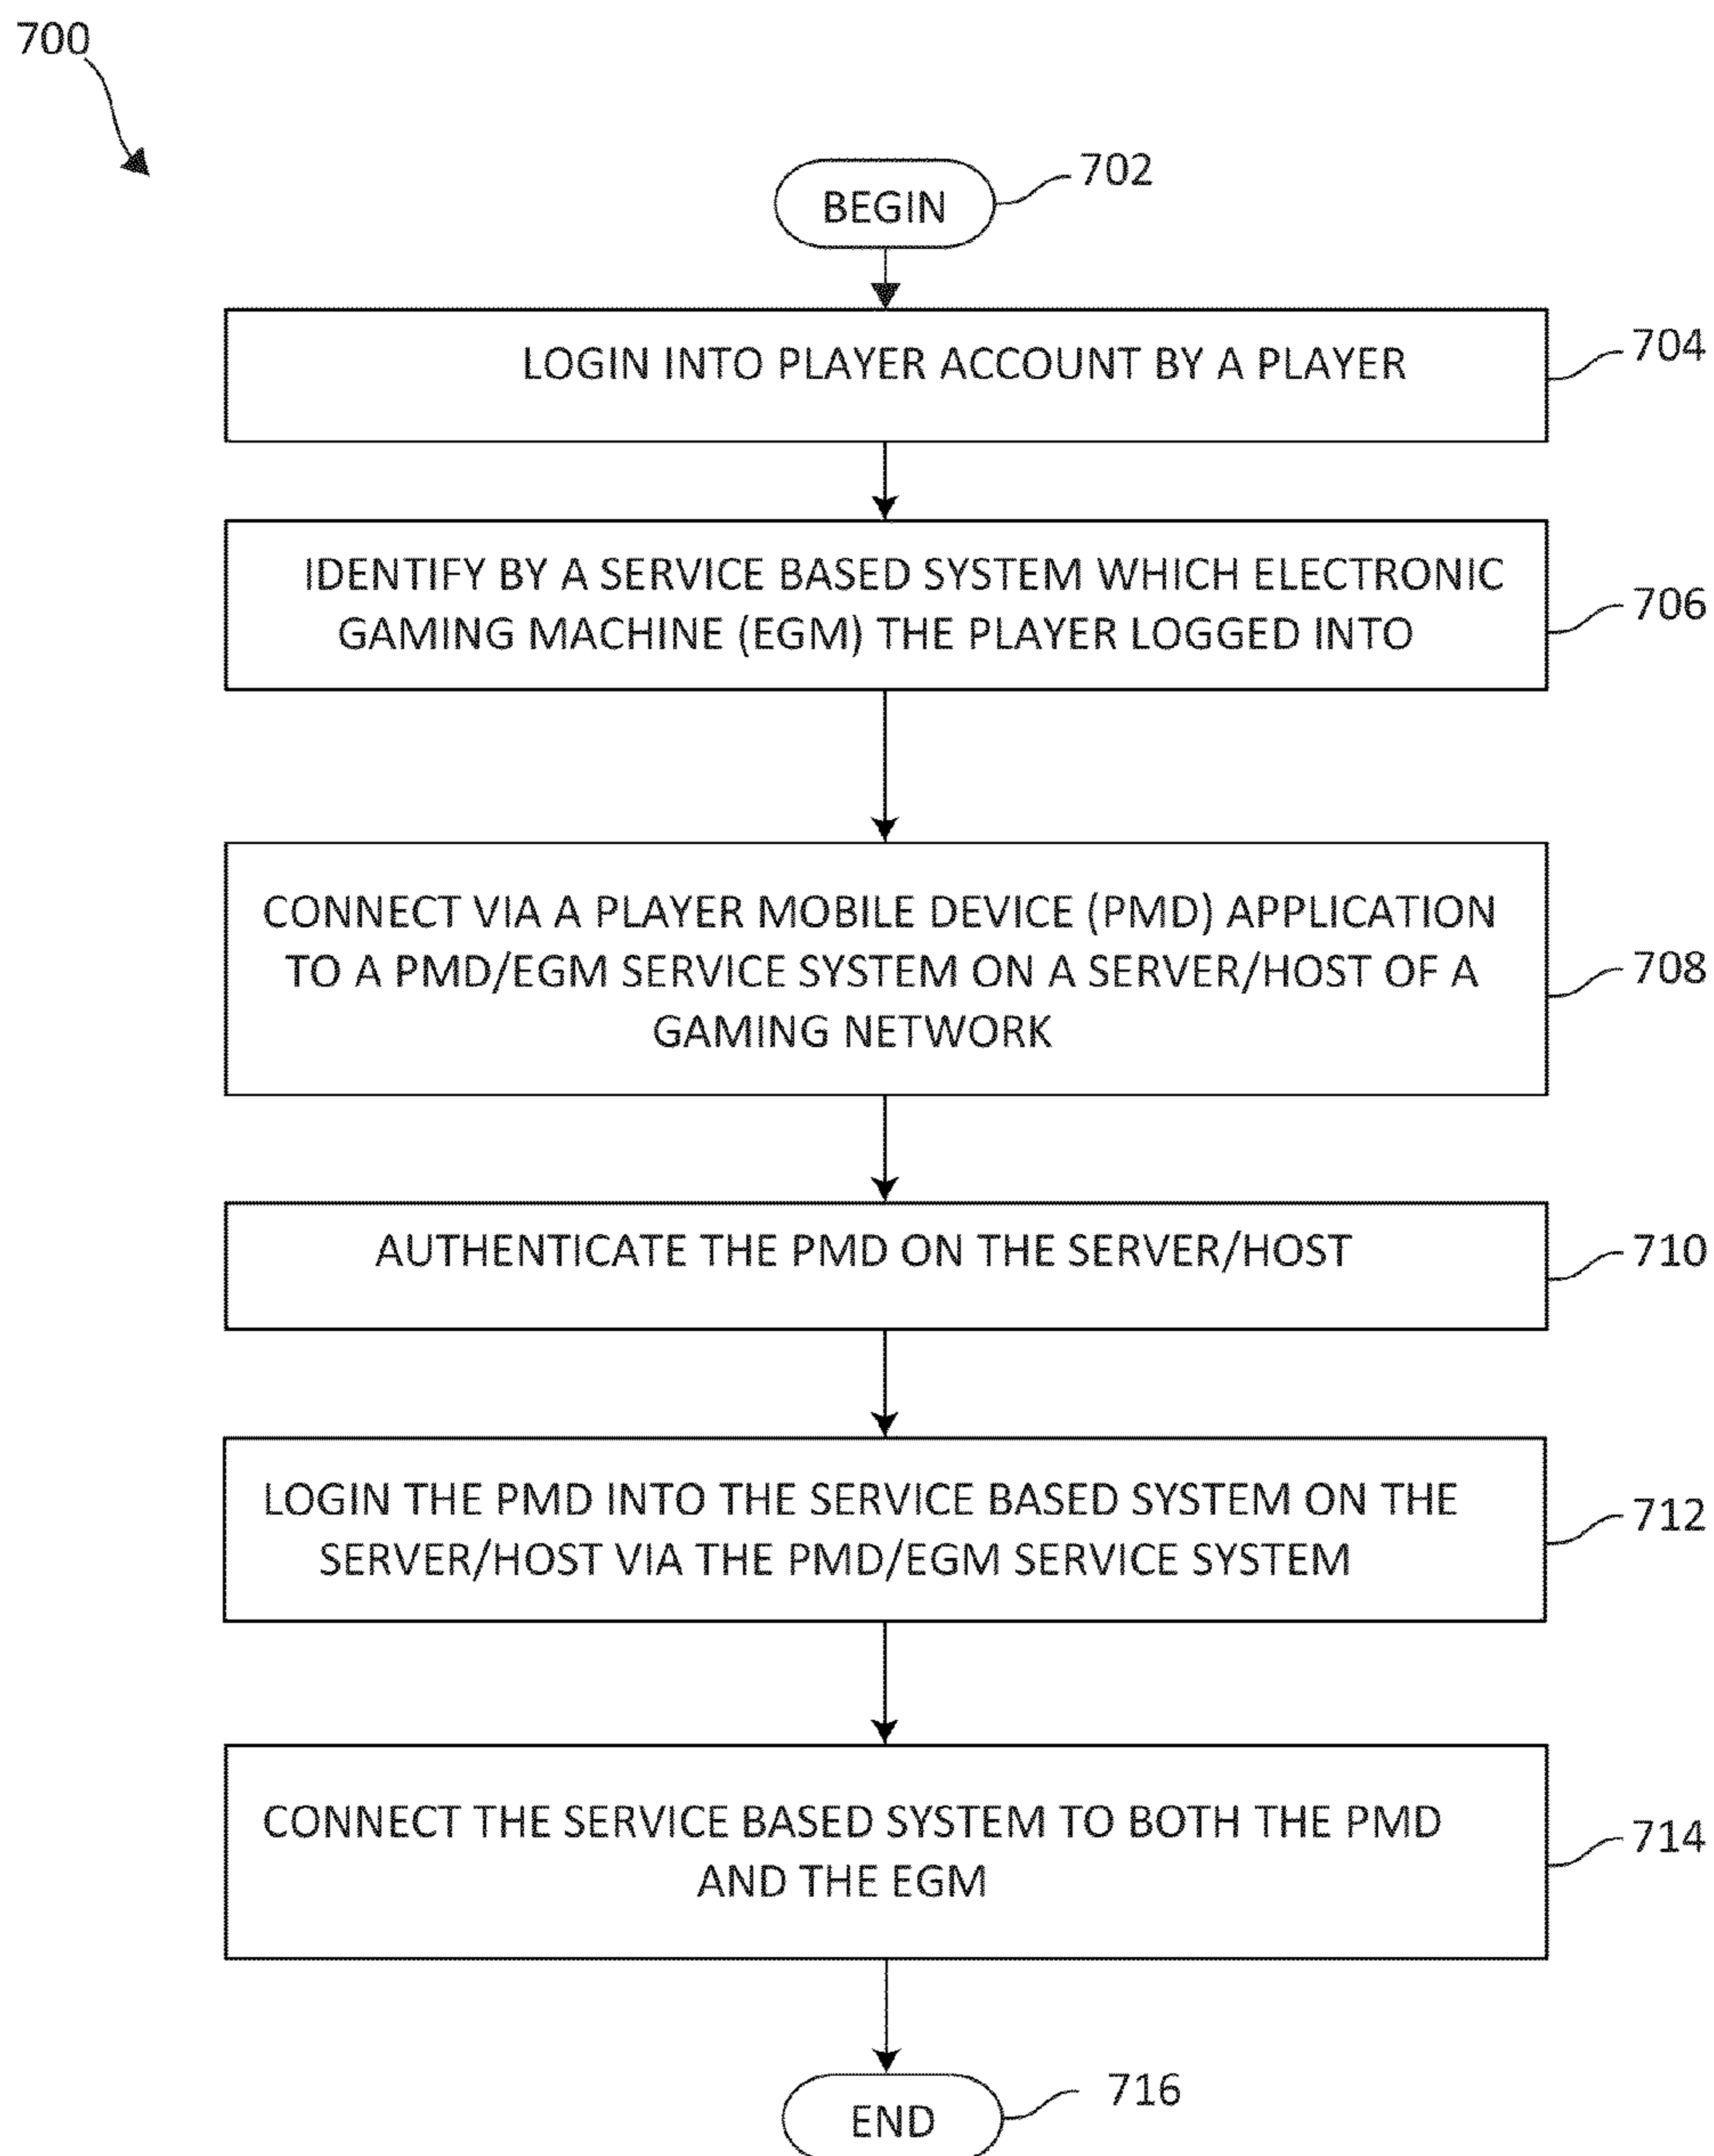 700
BEGIN
702
LOGIN INTO PLAYER ACCOUNT BY A PLAYER
704
IDENTIFY BY A SERVICE BASED SYSTEM WHICH ELECTRONIC
GAMING MACHINE (EGM) THE PLAYER LOGGED INTO
706
CONNECT VIA A PLAYER MOBILE DEVICE (PMD) APPLICATION
TO A PMD/EGM SERVICE SYSTEM ON A SERVER/HOST OF A
GAMING NETWORK
708
AUTHENTICATE THE PMD ON THE SERVER/HOST
710
LOGIN THE PMD INTO THE SERVICE BASED SYSTEM ON THE
SERVER/HOST VIA THE PMD/EGM SERVICE SYSTEM
712
CONNECT THE SERVICE BASED SYSTEM TO BOTH THE PMD
AND THE EGM
714
END
716